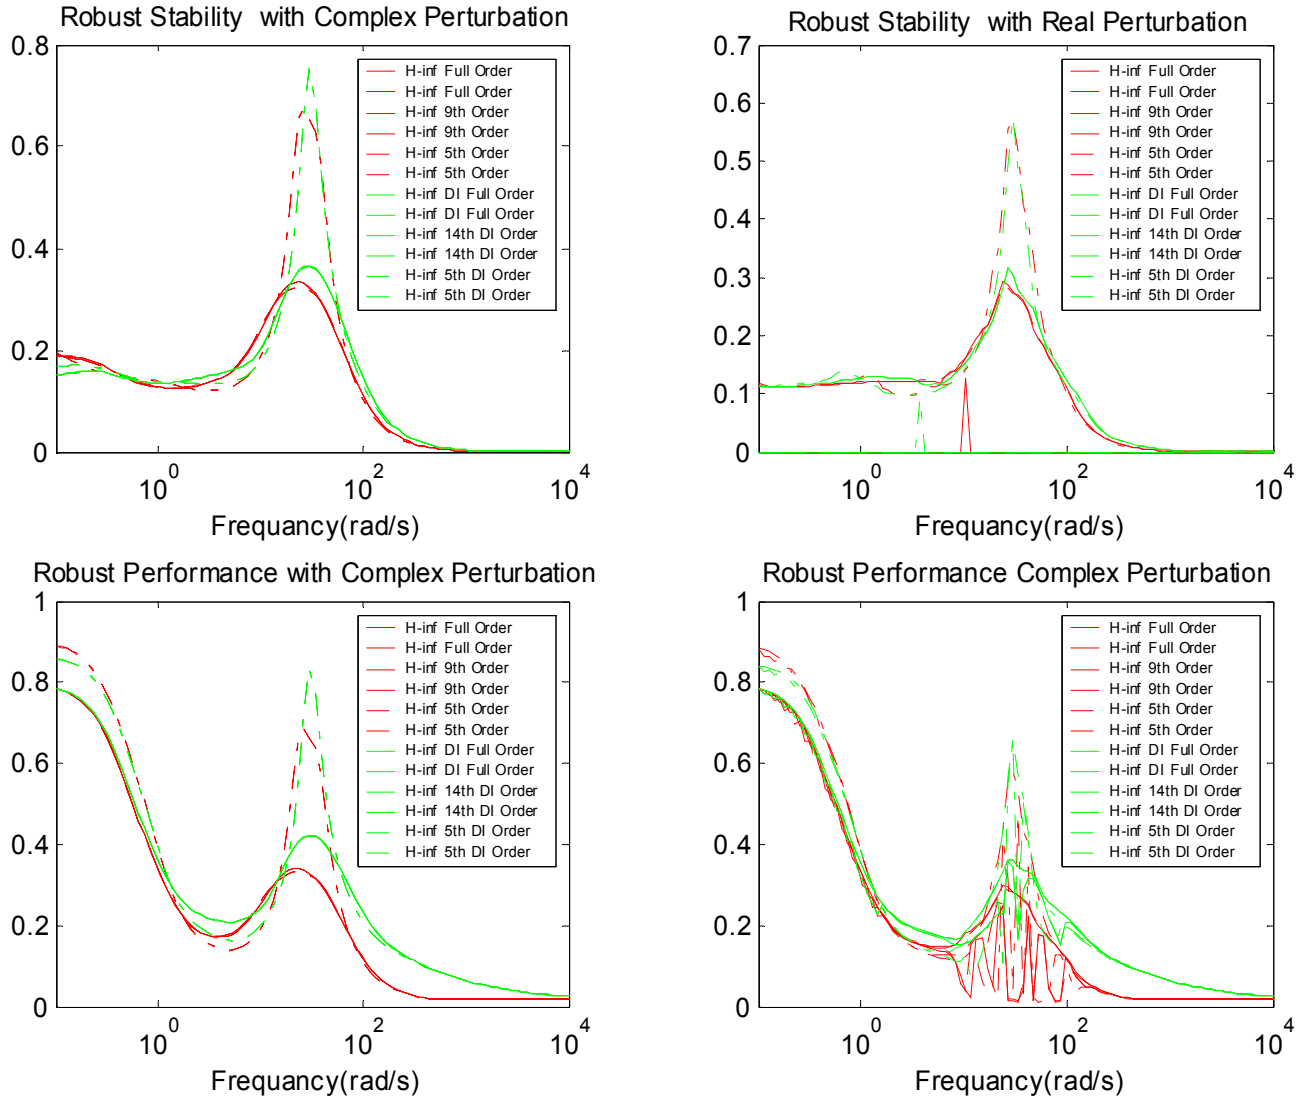 Robust Stability with Complex Perturbation
0.8
0.6
0.4
0.2
0
10^0
10^2
10^4
Frequancy(rad/s)
H-inf Full Order
H-inf Full Order
H-inf 9th Order
H-inf 9th Order
H-inf 5th Order
H-inf 5th Order
H-inf DI Full Order
H-inf DI Full Order
H-inf 14th DI Order
H-inf 14th DI Order
H-inf 5th DI Order
H-inf 5th DI Order
Robust Stability with Real Perturbation
0.7
0.6
0.5
0.4
0.3
0.2
0.1
0
10^0
10^2
10^4
Frequancy(rad/s)
H-inf Full Order
H-inf Full Order
H-inf 9th Order
H-inf 9th Order
H-inf 5th Order
H-inf 5th Order
H-inf DI Full Order
H-inf DI Full Order
H-inf 14th DI Order
H-inf 14th DI Order
H-inf 5th DI Order
H-inf 5th DI Order
Robust Performance with Complex Perturbation
1
0.8
0.6
0.4
0.2
0
10^0
10^2
10^4
Frequancy(rad/s)
H-inf Full Order
H-inf Full Order
H-inf 9th Order
H-inf 9th Order
H-inf 5th Order
H-inf 5th Order
H-inf DI Full Order
H-inf DI Full Order
H-inf 14th DI Order
H-inf 14th DI Order
H-inf 5th DI Order
H-inf 5th DI Order
Robust Performance Complex Perturbation
1
0.8
0.6
0.4
0.2
0
10^0
10^2
10^4
Frequancy(rad/s)
H-inf Full Order
H-inf Full Order
H-inf 9th Order
H-inf 9th Order
H-inf 5th Order
H-inf 5th Order
H-inf DI Full Order
H-inf DI Full Order
H-inf 14th DI Order
H-inf 14th DI Order
H-inf 5th DI Order
H-inf 5th DI Order